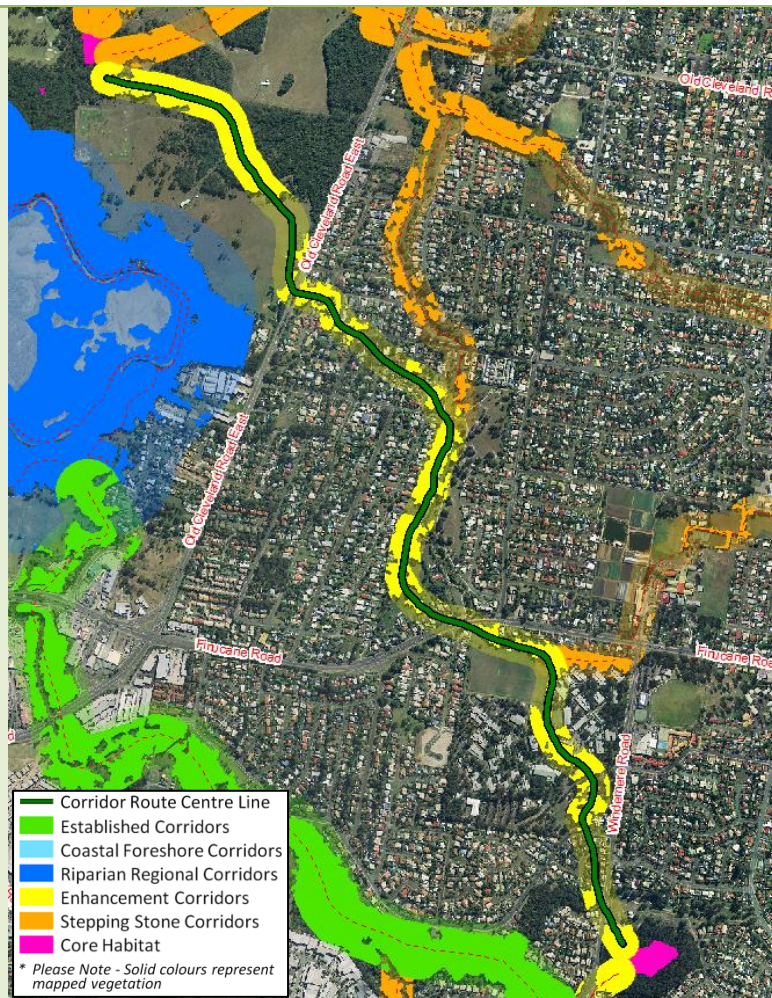 Old Cleveland R
Old Cleveland Road East
Old Cleveland Road East
Finucane Road
Finucane Roa
Windemere Road
d
Corridor Route Centre Line
Established Corridors
Coastal Foreshore Corridors
Riparian Regional Corridors
Enhancement Corridors
Stepping Stone Corridors
Core Habitat
* Please Note - Solid colours represent
mapped vegetation